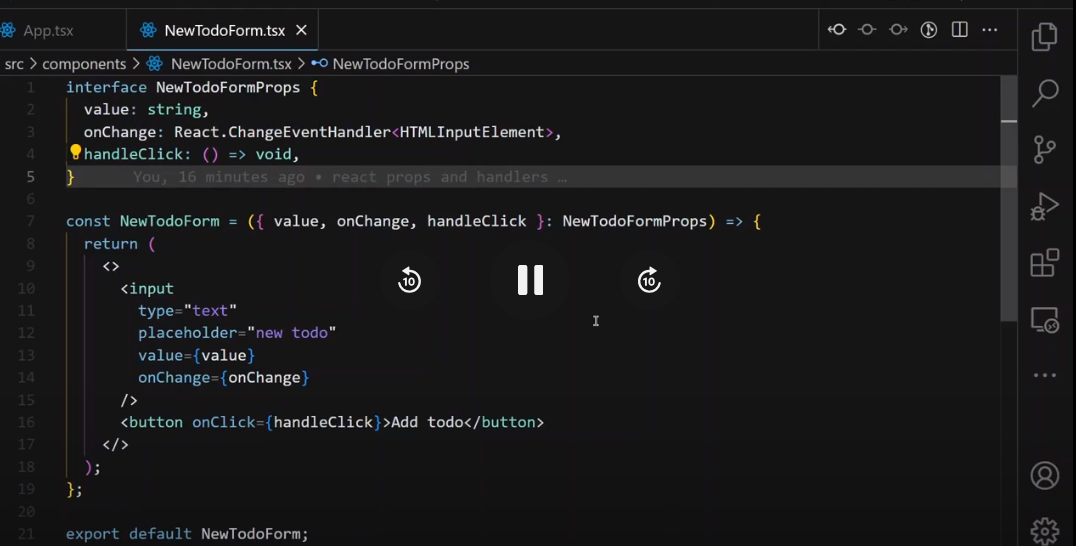 App.tsx
NewTodoForm.tsx
src > components > NewTodoForm.tsx > NewTodoFormProps
1 interface NewTodoFormProps {
2 value: string,
3 onChange: React.ChangeEventHandler<HTMLInputElement>,
4 handleClick: () => void,
5 } You, 16 minutes ago • react props and handlers …
6
7 const NewTodoForm = ({ value, onChange, handleClick }: NewTodoFormProps) => {
8 return (
9 <>
10 <input
11 type="text"
12 placeholder="new todo"
13 value={value}
14 onChange={onChange}
15 />
16 <button onClick={handleClick}>Add todo</button>
17 </>
18 );
19 };
20
21 export default NewTodoForm;
10
10